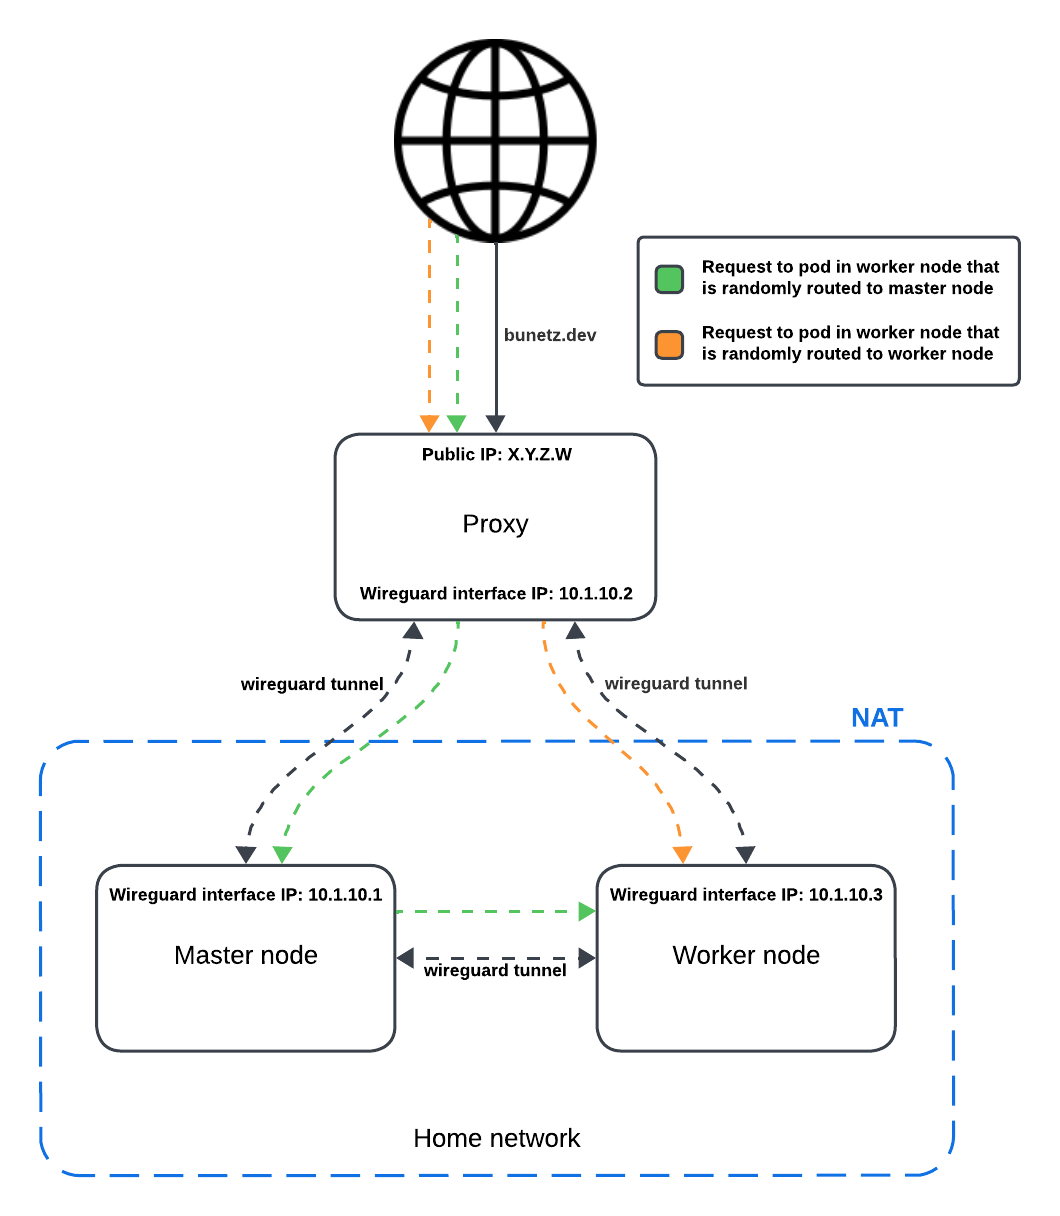 Request to pod in worker node that
is randomly routed to master node
Request to pod in worker node that
is randomly routed to worker node
bunetz.dev
Public IP: X.Y.Z.W
Proxy
Wireguard interface IP: 10.1.10.2
wireguard tunnel
wireguard tunnel
NAT
Wireguard interface IP: 10.1.10.1
Master node
Wireguard interface IP: 10.1.10.3
Worker node
wireguard tunnel
Home network